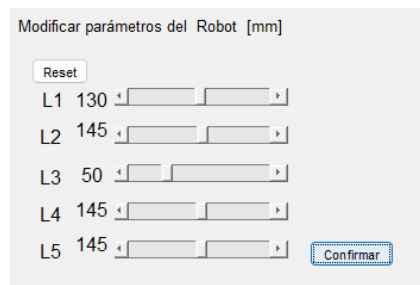 Modificar parámetros del Robot [mm]
Reset
L1 130
L2 145
L3 50
L4 145
L5 145
Confirmar